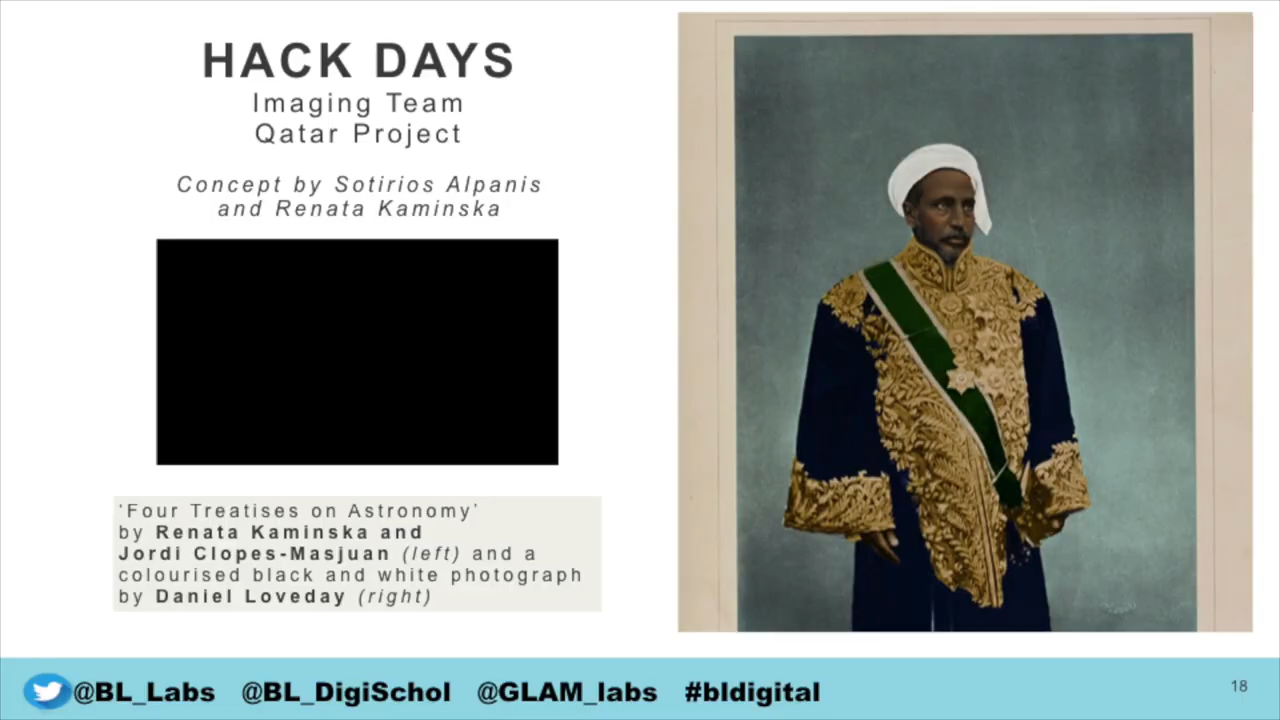 HACK DAYS
Imaging Team
Qatar Project
Concept by Sotirios Alpanis
and Renata Kaminska
‘Four Treatises on Astronomy’
by Renata Kaminska and
Jordi Clopes-Masjuan (left) and a
colourised black and white photograph
by Daniel Loveday (right)
@BL_Labs @BL_DigiSchol @GLAM_labs #bldigital
18